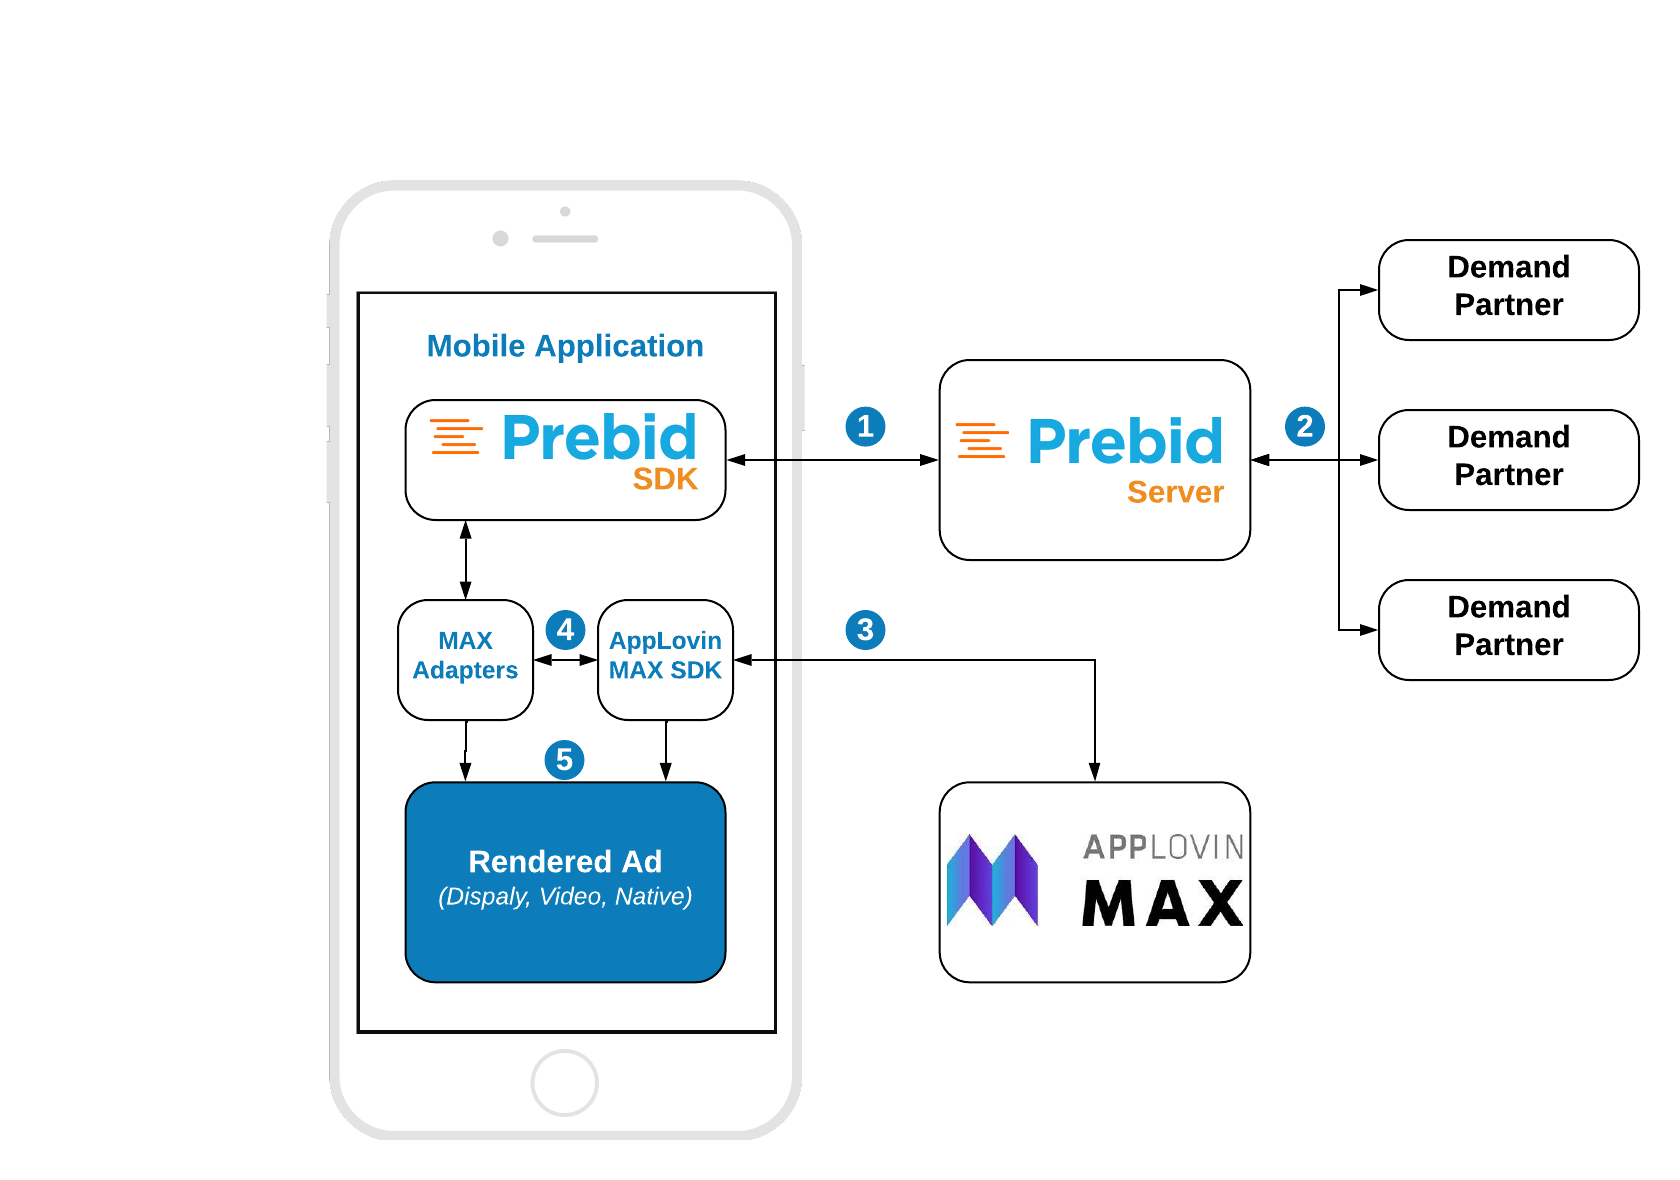 Mobile Application
Prebid
SDK
1
Prebid
Server
2
Demand
Partner
Demand
Partner
Demand
Partner
MAX
Adapters
4
AppLovin
MAX SDK
3
5
Rendered Ad
(Dispaly, Video, Native)
APPLOVIN
MAX